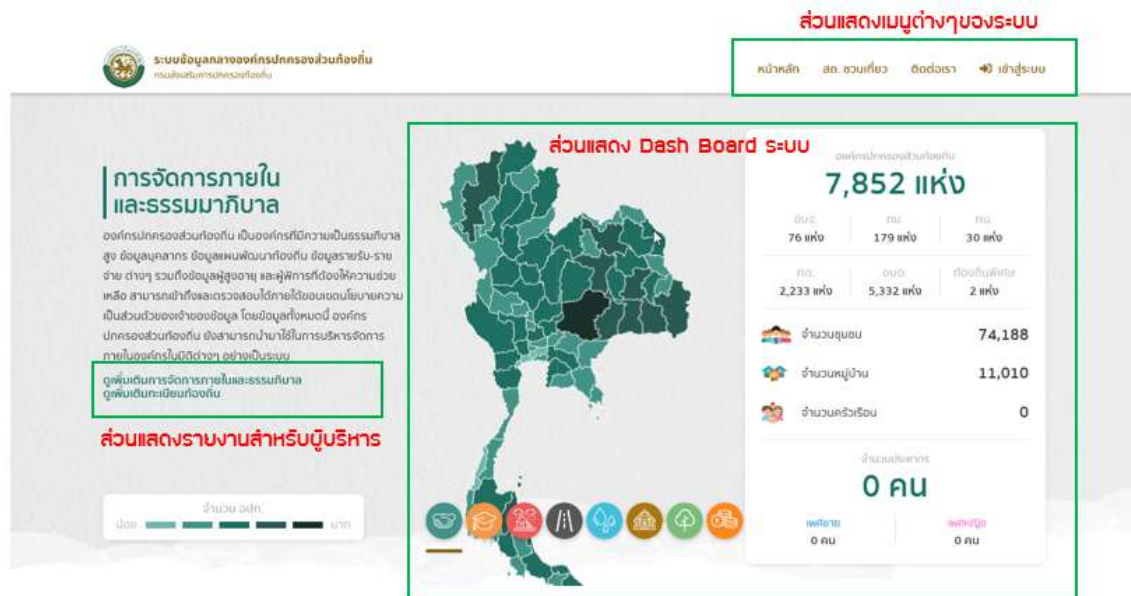 ส่วนแสดงเมนูต่างๆของระบบ
ระบบข้อมูลกลางองค์กรปกครองส่วนท้องถิ่น
กรมส่งเสริมการปกครองท้องถิ่น
หน้าหลัก สถ. ชวนเที่ยว ติดต่อเรา เข้าสู่ระบบ
ส่วนแสดง Dash Board ระบบ
การจัดการภายใน
และธรรมมาภิบาล
องค์กรปกครองส่วนท้องถิ่น เป็นองค์กรที่มีความเป็นธรรมภิบาล
สูง ข้อมูลบุคลากร ข้อมูลแผนพัฒนาท้องถิ่น ข้อมูลรายรับ-ราย
จ่าย ต่างๆ รวมถึงข้อมูลผู้สูงอายุ และผู้พิการที่ต้องให้ความช่วย
เหลือ สามารถเข้าถึงและตรวจสอบได้ภายใต้ขอบเขตนโยบายความ
เป็นส่วนตัวของเจ้าของข้อมูล โดยข้อมูลทั้งหมดนี้ องค์กร
ปกครองส่วนท้องถิ่น ยังสามารถนำมาใช้ในการบริหารจัดการ
ภายในองค์กรในมิติต่างๆ อย่างเป็นระบบ
ดูเพิ่มเติมการจัดการภายในและธรรมภิบาล
ดูเพิ่มเติมทะเบียนท้องถิ่น
ส่วนแสดงรายงานสำหรับผู้บริหาร
จำนวน อปท.
น้อย มาก
องค์กรปกครองส่วนท้องถิ่น
7,852 แห่ง
อบจ. ทม. ทน.
76 แห่ง 179 แห่ง 30 แห่ง
ทต. อบต. ท้องถิ่นพิเศษ
2,233 แห่ง 5,332 แห่ง 2 แห่ง
จำนวนชุมชน 74,188
จำนวนหมู่บ้าน 11,010
จำนวนครัวเรือน 0
จำนวนประชากร
0 คน
เพศชาย เพศหญิง
0 คน 0 คน